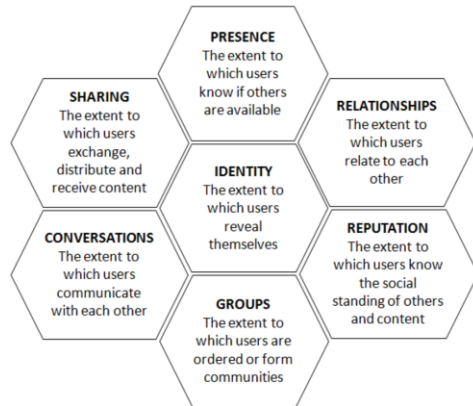 PRESENCE
The extent to
which users
know if others
are available
SHARING
The extent to
which users
exchange,
distribute and
receive content
RELATIONSHIPS
The extent to
which users
relate to each
other
IDENTITY
The extent to
which users
reveal
themselves
CONVERSATIONS
The extent to
which users
communicate
with each other
REPUTATION
The extent to
which users know
the social
standing of others
and content
GROUPS
The extent to
which users are
ordered or form
communities